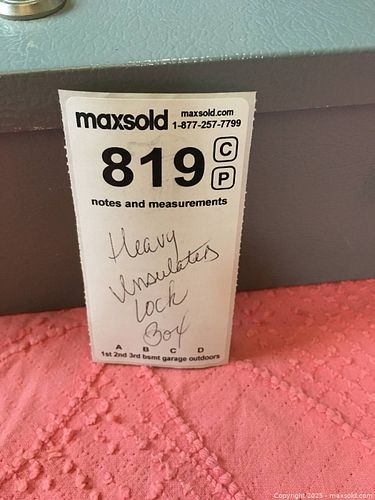 maxsold maxsold.com
1-877-257-7799
819 C
P
notes and measurements
Heavy
Insulated
Lock
Box
A B C D
1st 2nd 3rd bsmt garage outdoors
Copyright 2025 - maxsold.com